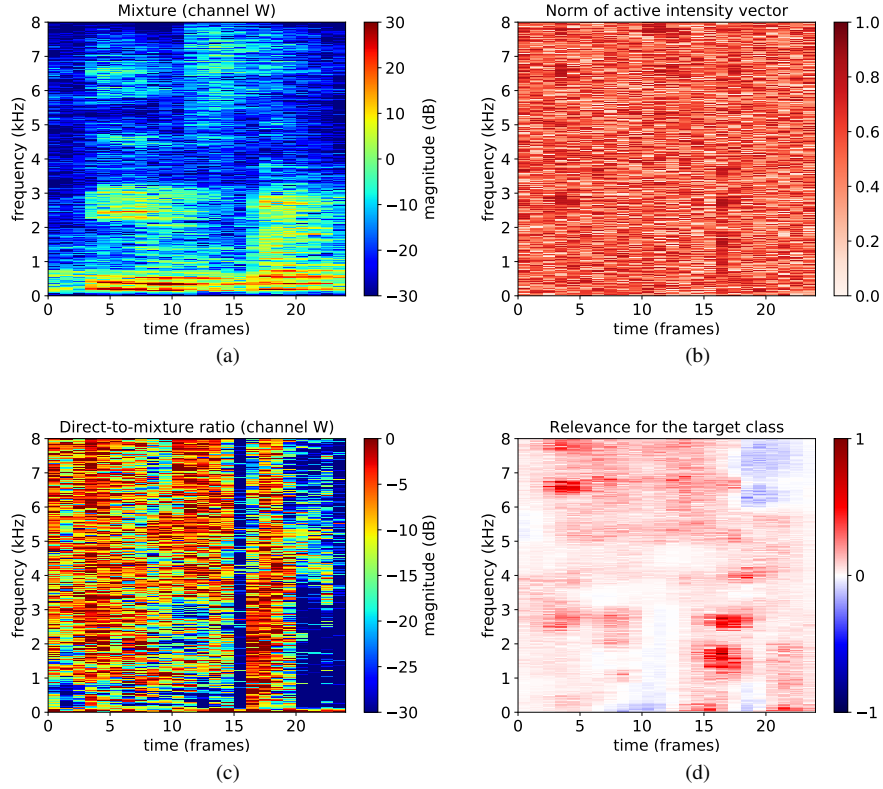 Mixture (channel W)
frequency (kHz)
8
7
6
5
4
3
2
1
0
0 5 10 15 20
time (frames)
30
20
10
0
−10
−20
−30
magnitude (dB)
(a)
Norm of active intensity vector
frequency (kHz)
8
7
6
5
4
3
2
1
0
0 5 10 15 20
time (frames)
1.0
0.8
0.6
0.4
0.2
0.0
(b)
Direct-to-mixture ratio (channel W)
frequency (kHz)
8
7
6
5
4
3
2
1
0
0 5 10 15 20
time (frames)
0
−5
−10
−15
−20
−25
−30
magnitude (dB)
(c)
Relevance for the target class
frequency (kHz)
8
7
6
5
4
3
2
1
0
0 5 10 15 20
time (frames)
1
0
−1
(d)